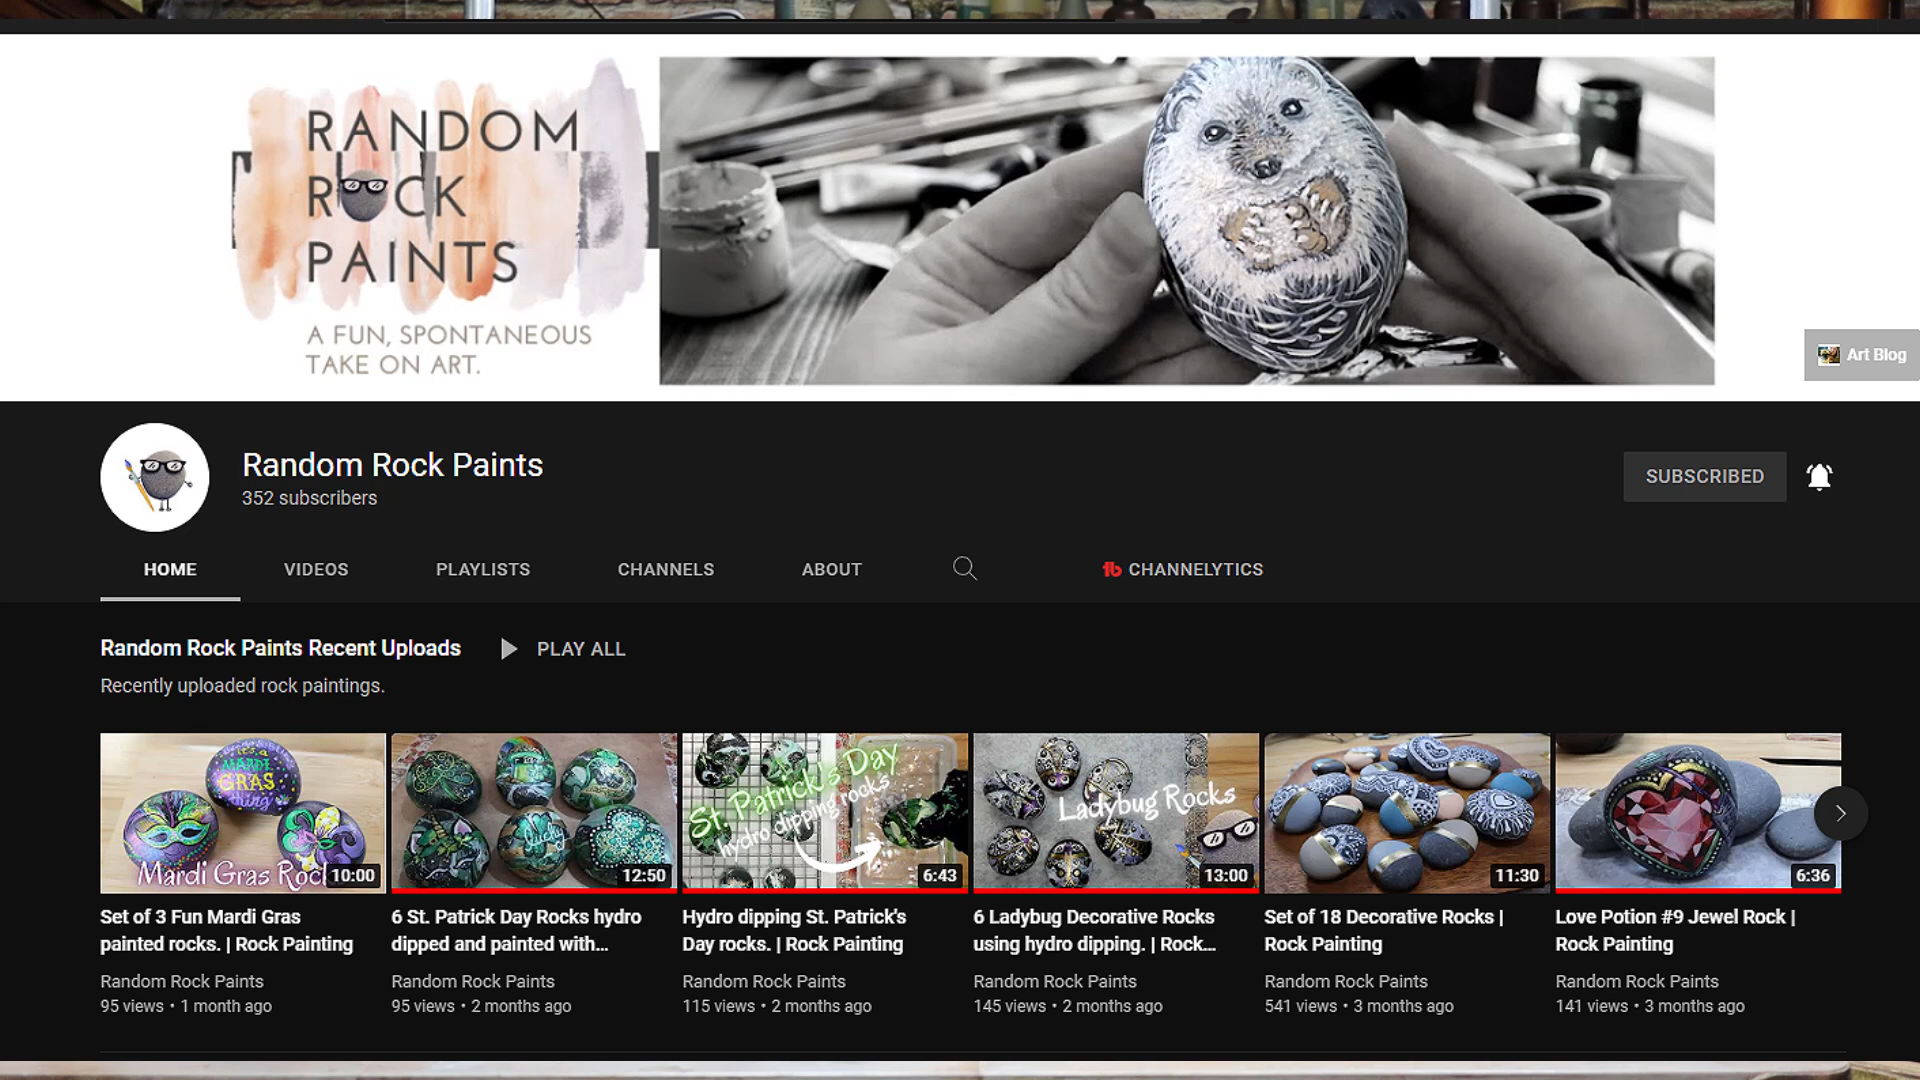 RANDOM
ROCK
PAINTS
A FUN, SPONTANEOUS
TAKE ON ART.
Art Blog
Random Rock Paints
352 subscribers
SUBSCRIBED
HOME
VIDEOS
PLAYLISTS
CHANNELS
ABOUT
CHANNELYTICS
Random Rock Paints Recent Uploads
PLAY ALL
Recently uploaded rock paintings.
it's a
MARDI
GRAS
thing
Mardi Gras Roc
10:00
Set of 3 Fun Mardi Gras
painted rocks. | Rock Painting
Random Rock Paints
95 views • 1 month ago
lucky
12:50
6 St. Patrick Day Rocks hydro
dipped and painted with...
Random Rock Paints
95 views • 2 months ago
St. Patrick's Day
hydro dipping rocks
6:43
Hydro dipping St. Patrick's
Day rocks. | Rock Painting
Random Rock Paints
115 views • 2 months ago
Ladybug Rocks
13:00
6 Ladybug Decorative Rocks
using hydro dipping. | Rock...
Random Rock Paints
145 views • 2 months ago
11:30
Set of 18 Decorative Rocks |
Rock Painting
Random Rock Paints
541 views • 3 months ago
6:36
Love Potion #9 Jewel Rock |
Rock Painting
Random Rock Paints
141 views • 3 months ago